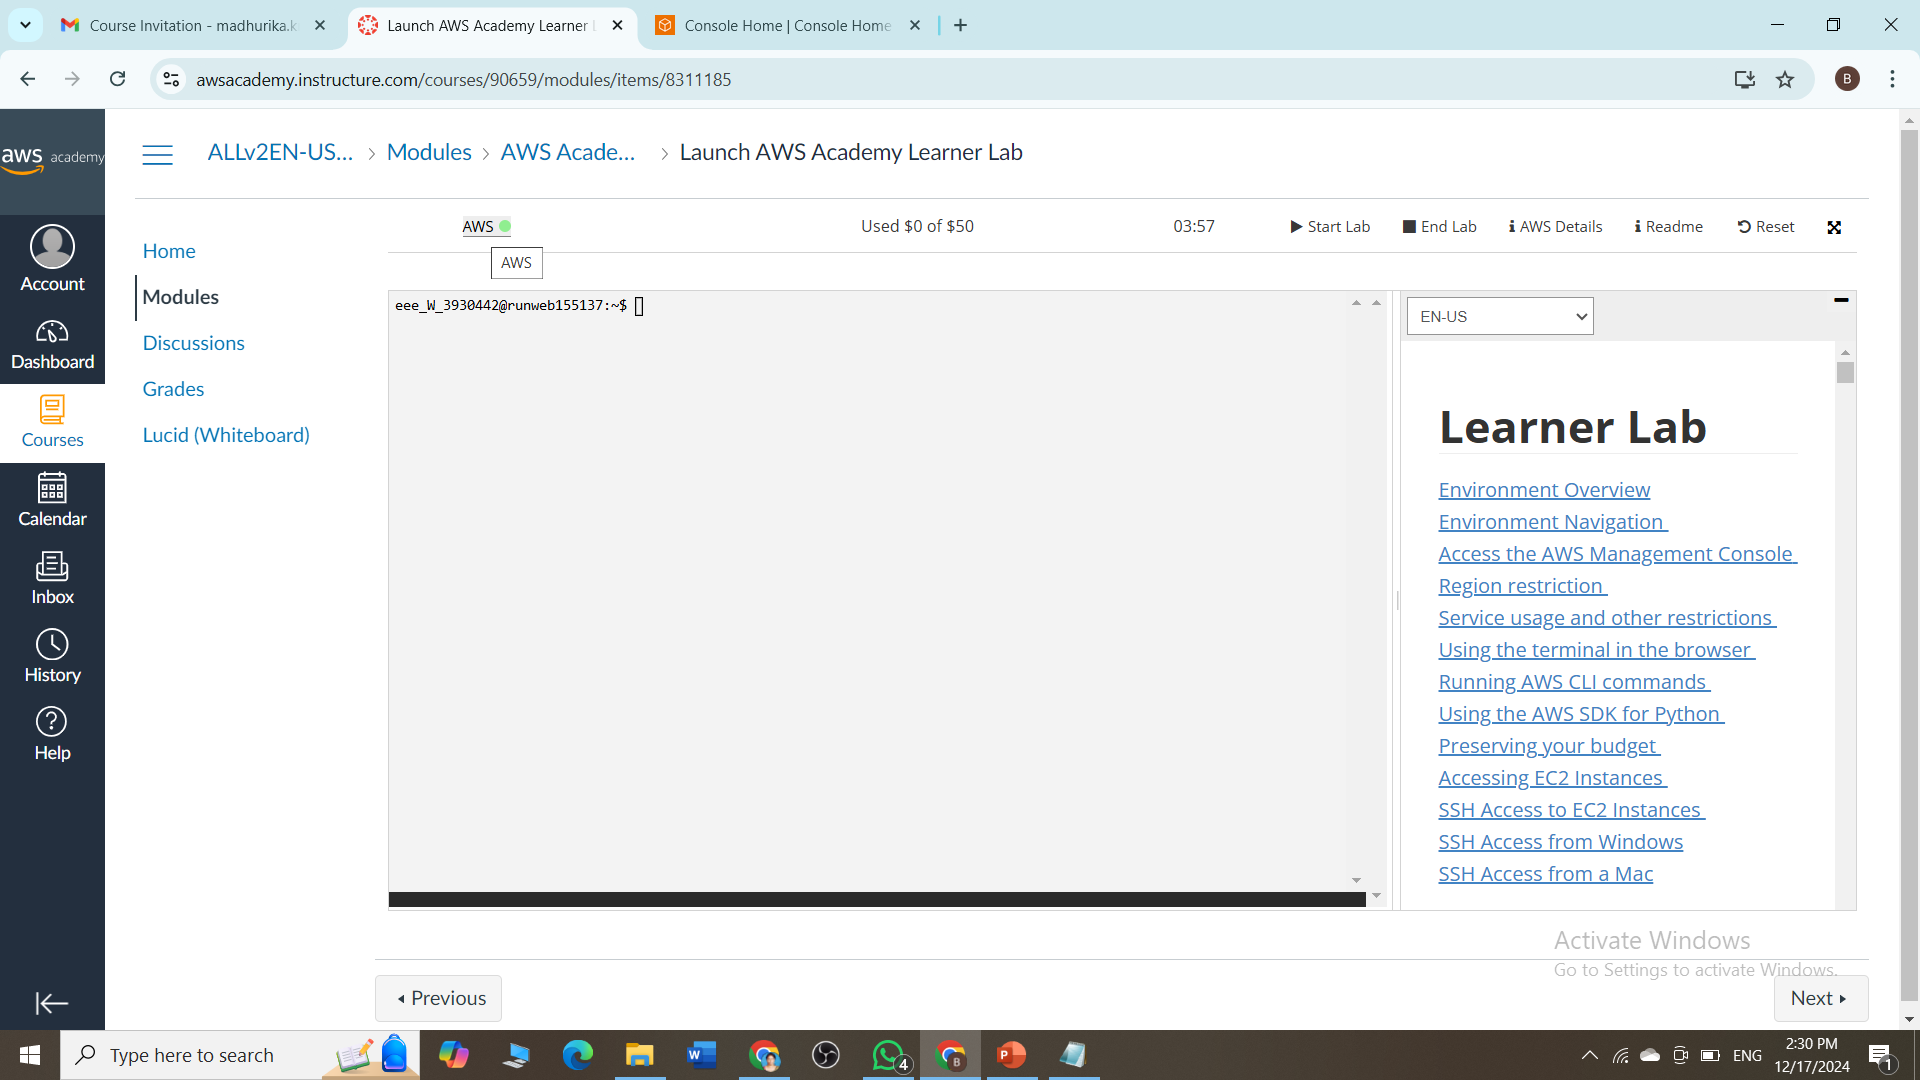 Course Invitation - madhurika.k
Launch AWS Academy Learner L
Console Home | Console Home
awsacademy.instructure.com/courses/90659/modules/items/8311185
B
aws academy
ALLv2EN-US... > Modules > AWS Acade... > Launch AWS Academy Learner Lab
Account
Dashboard
Courses
Calendar
Inbox
History
Help
Home
Modules
Discussions
Grades
Lucid (Whiteboard)
AWS
Used $0 of $50
03:57
Start Lab
End Lab
AWS Details
Readme
Reset
AWS
eee_W_3930442@runweb155137:~$
EN-US
Learner Lab
Environment Overview
Environment Navigation
Access the AWS Management Console
Region restriction
Service usage and other restrictions
Using the terminal in the browser
Running AWS CLI commands
Using the AWS SDK for Python
Preserving your budget
Accessing EC2 Instances
SSH Access to EC2 Instances
SSH Access from Windows
SSH Access from a Mac
Activate Windows
Go to Settings to activate Windows.
Previous
Next
Type here to search
4
B
ENG
2:30 PM
12/17/2024
1